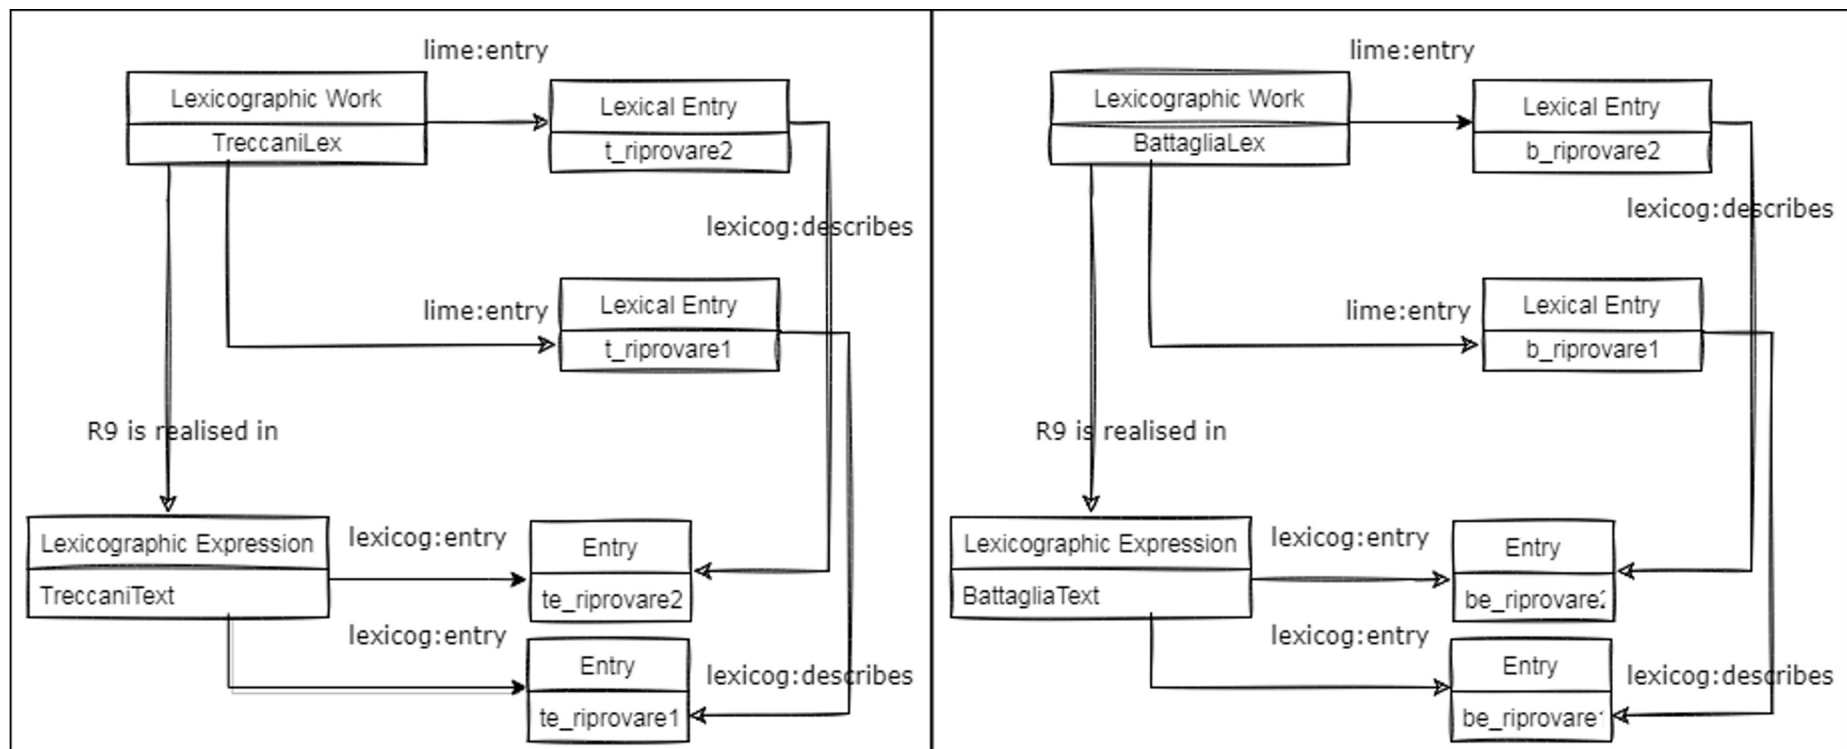 lime:entry
Lexicographic Work
TreccaniLex
Lexical Entry
t_riprovare2
lexicog:describes
lime:entry
Lexical Entry
t_riprovare1
R9 is realised in
Lexicographic Expression
TreccaniText
lexicog:entry
Entry
te_riprovare2
lexicog:entry
Entry
te_riprovare1
lexicog:describes
lime:entry
Lexicographic Work
BattagliaLex
Lexical Entry
b_riprovare2
lexicog:describes
lime:entry
Lexical Entry
b_riprovare1
R9 is realised in
Lexicographic Expression
BattagliaText
lexicog:entry
Entry
be_riprovare2
lexicog:entry
Entry
be_riprovare1
lexicog:describes